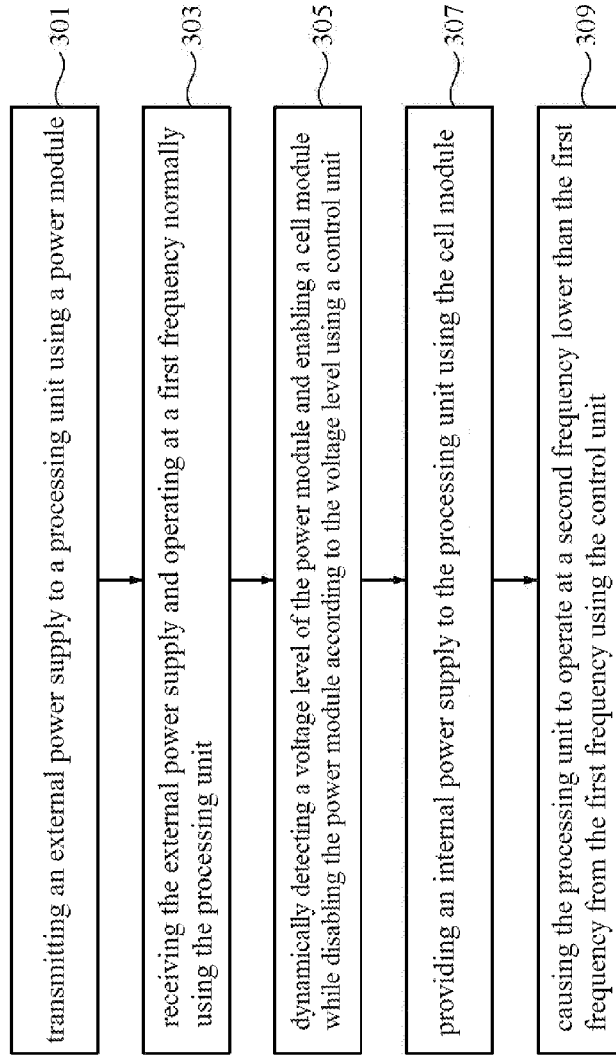 transmitting an external power supply to a processing unit using a power module
301
receiving the external power supply and operating at a first frequency normally
using the processing unit
303
dynamically detecting a voltage level of the power module and enabling a cell module
while disabling the power module according to the voltage level using a control unit
305
providing an internal power supply to the processing unit using the cell module
307
causing the processing unit to operate at a second frequency lower than the first
frequency from the first frequency using the control unit
309